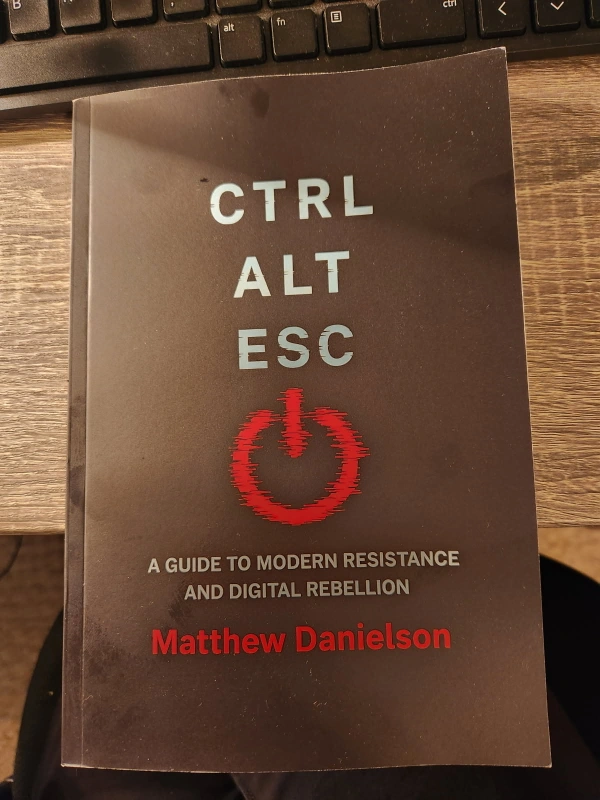 B
alt
fn
ctrl
CTRL
ALT
ESC
A GUIDE TO MODERN RESISTANCE
AND DIGITAL REBELLION
Matthew Danielson